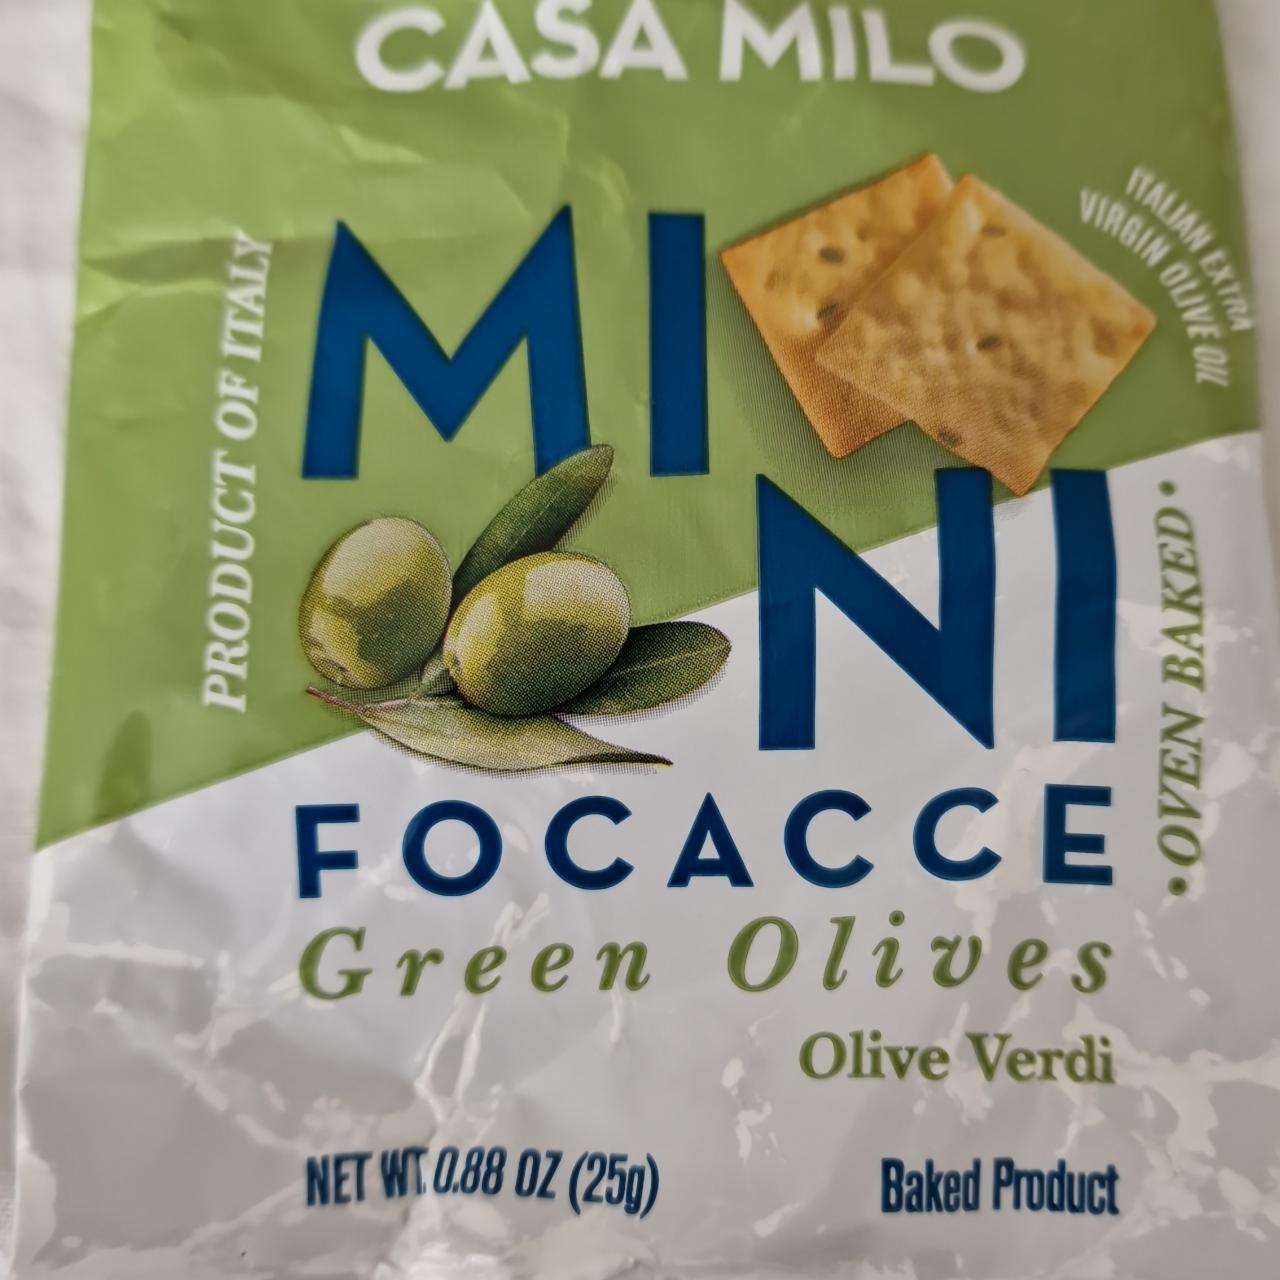 CASA MILO
PRODUCT OF ITALY
MI
NI
ITALIAN EXTRA
VIRGIN OLIVE OIL
• OVEN BAKED •
FOCACCE
Green Olives
Olive Verdi
NET WT. 0.88 OZ (25g)
Baked Product